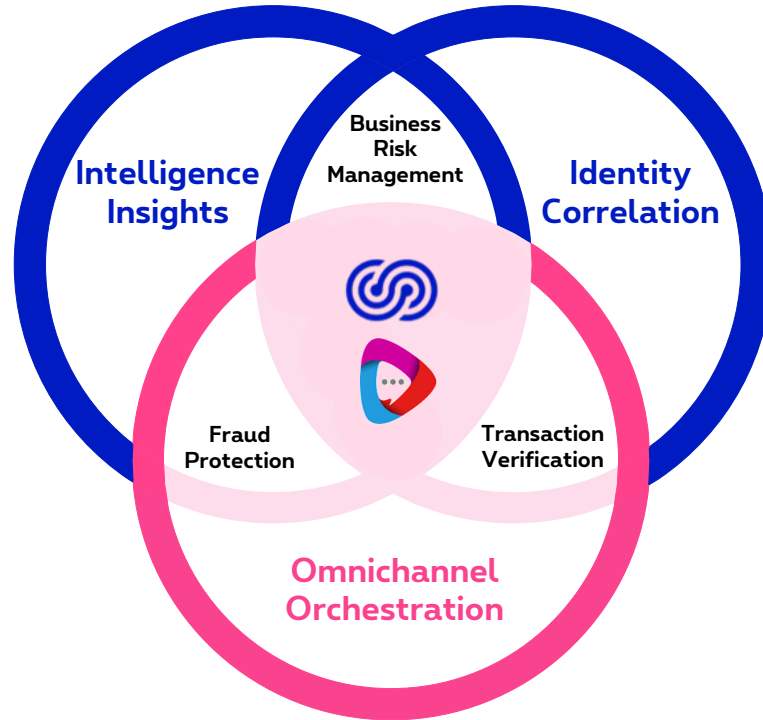 Business
Risk
Management
Intelligence
Insights
Identity
Correlation
Fraud
Protection
Transaction
Verification
Omnichannel
Orchestration